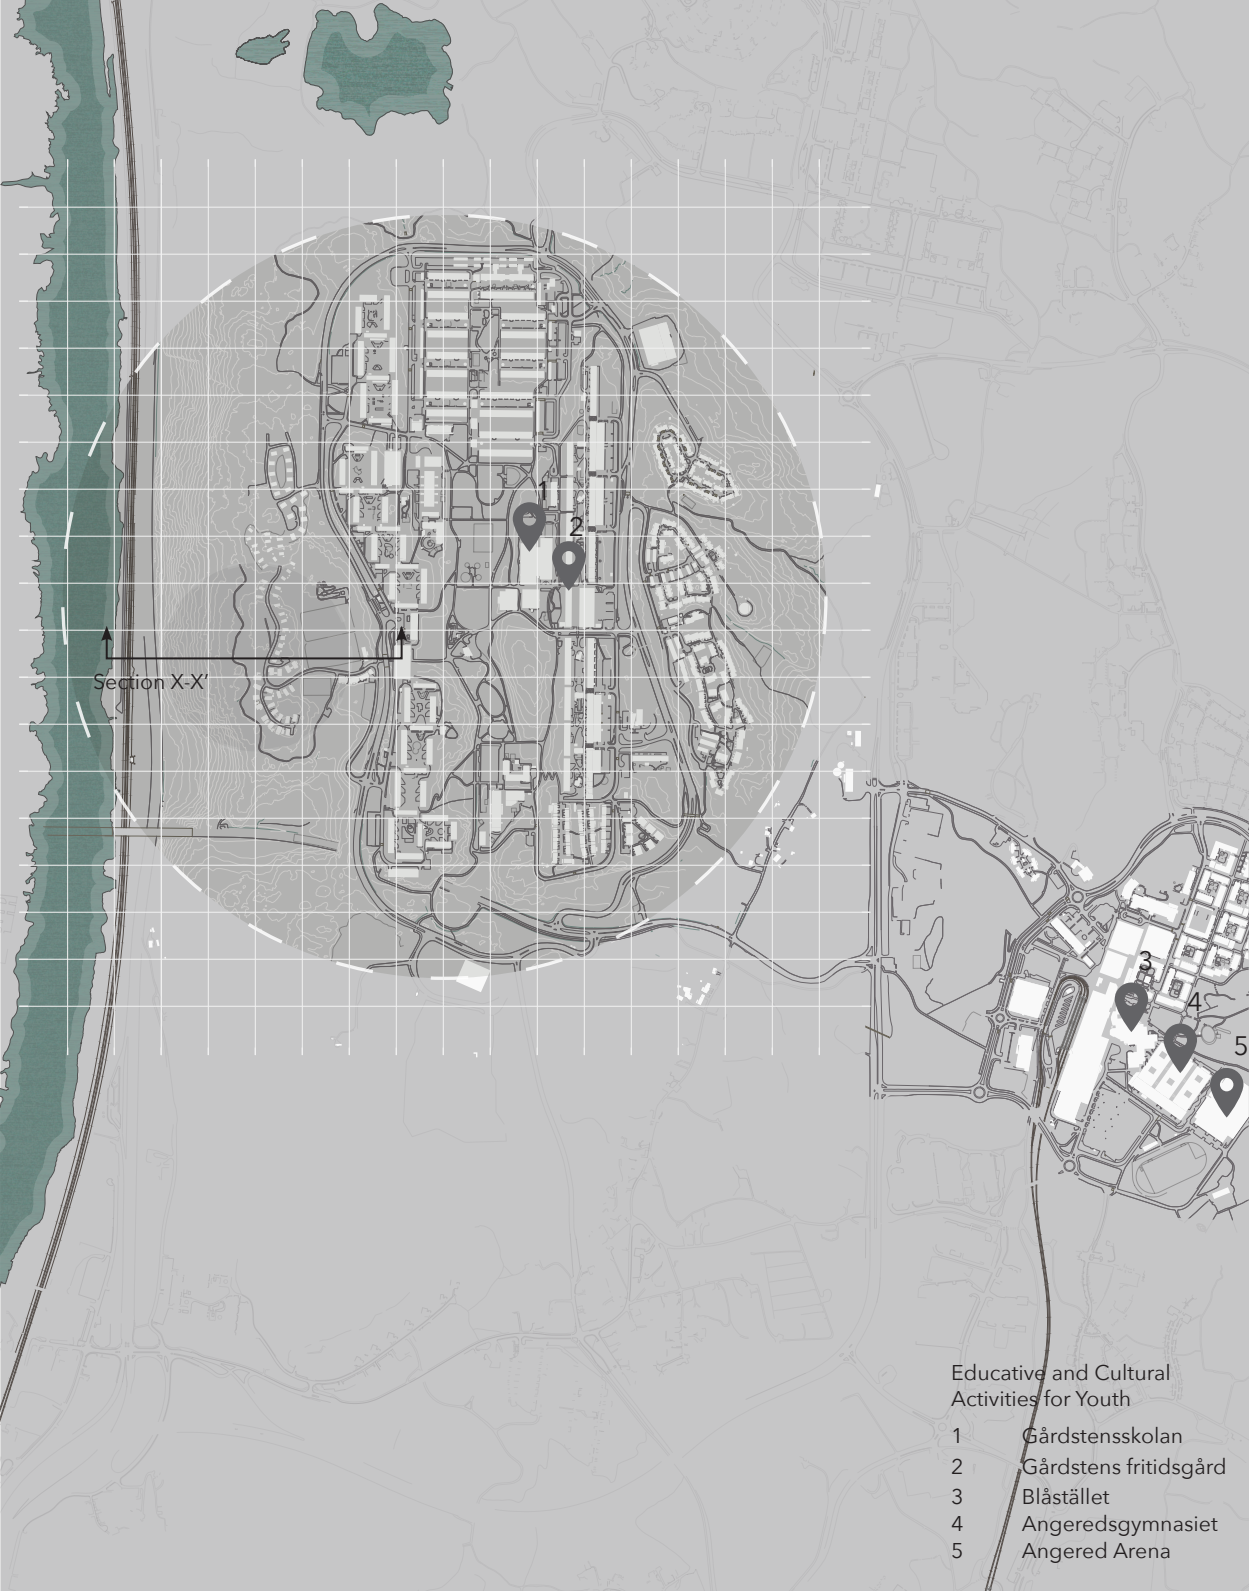 1
2
Section X-X’
3
4
5
Educative and Cultural
Activities for Youth
1 Gårdstensskolan
2 Gårdstens fritidsgård
3 Blåstället
4 Angeredsgymnasiet
5 Angered Arena